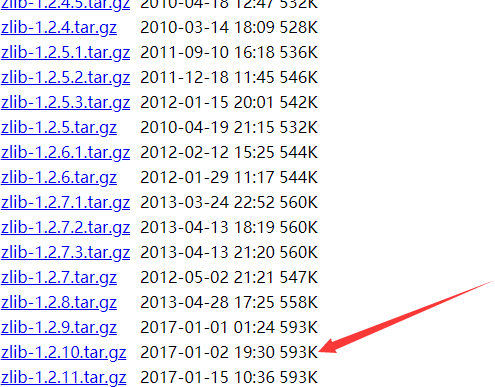 zlib-1.2.4.5.tar.gz 2010-04-18 12:47 532K
zlib-1.2.4.tar.gz 2010-03-14 18:09 528K
zlib-1.2.5.1.tar.gz 2011-09-10 16:18 536K
zlib-1.2.5.2.tar.gz 2011-12-18 11:45 546K
zlib-1.2.5.3.tar.gz 2012-01-15 20:01 542K
zlib-1.2.5.tar.gz 2010-04-19 21:15 532K
zlib-1.2.6.1.tar.gz 2012-02-12 15:25 544K
zlib-1.2.6.tar.gz 2012-01-29 11:17 544K
zlib-1.2.7.1.tar.gz 2013-03-24 22:52 560K
zlib-1.2.7.2.tar.gz 2013-04-13 18:19 560K
zlib-1.2.7.3.tar.gz 2013-04-13 21:20 560K
zlib-1.2.7.tar.gz 2012-05-02 21:21 547K
zlib-1.2.8.tar.gz 2013-04-28 17:25 558K
zlib-1.2.9.tar.gz 2017-01-01 01:24 593K
zlib-1.2.10.tar.gz 2017-01-02 19:30 593K
zlib-1.2.11.tar.gz 2017-01-15 10:36 593K